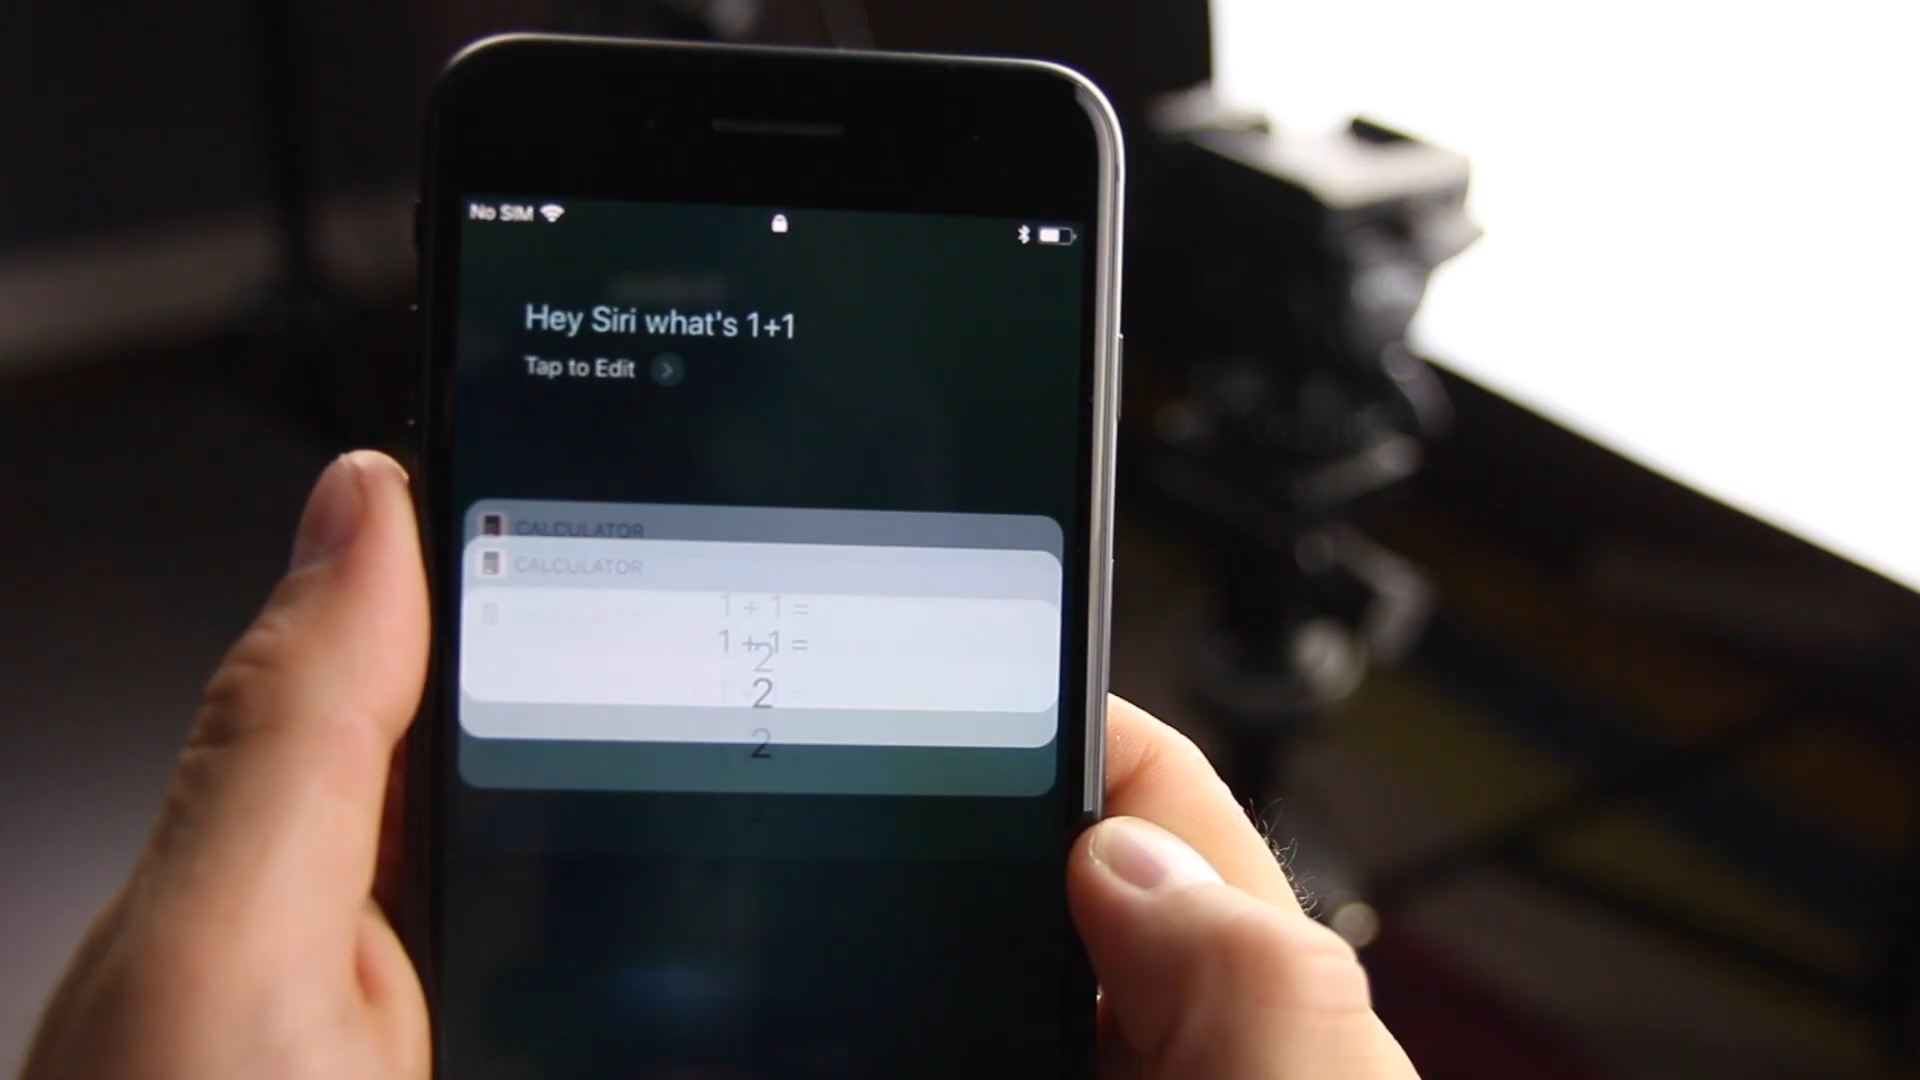 No SIM
Hey Siri what's 1+1
Tap to Edit
CALCULATOR
CALCULATOR
1 + 1 =
1 + 1 =
2
2
2